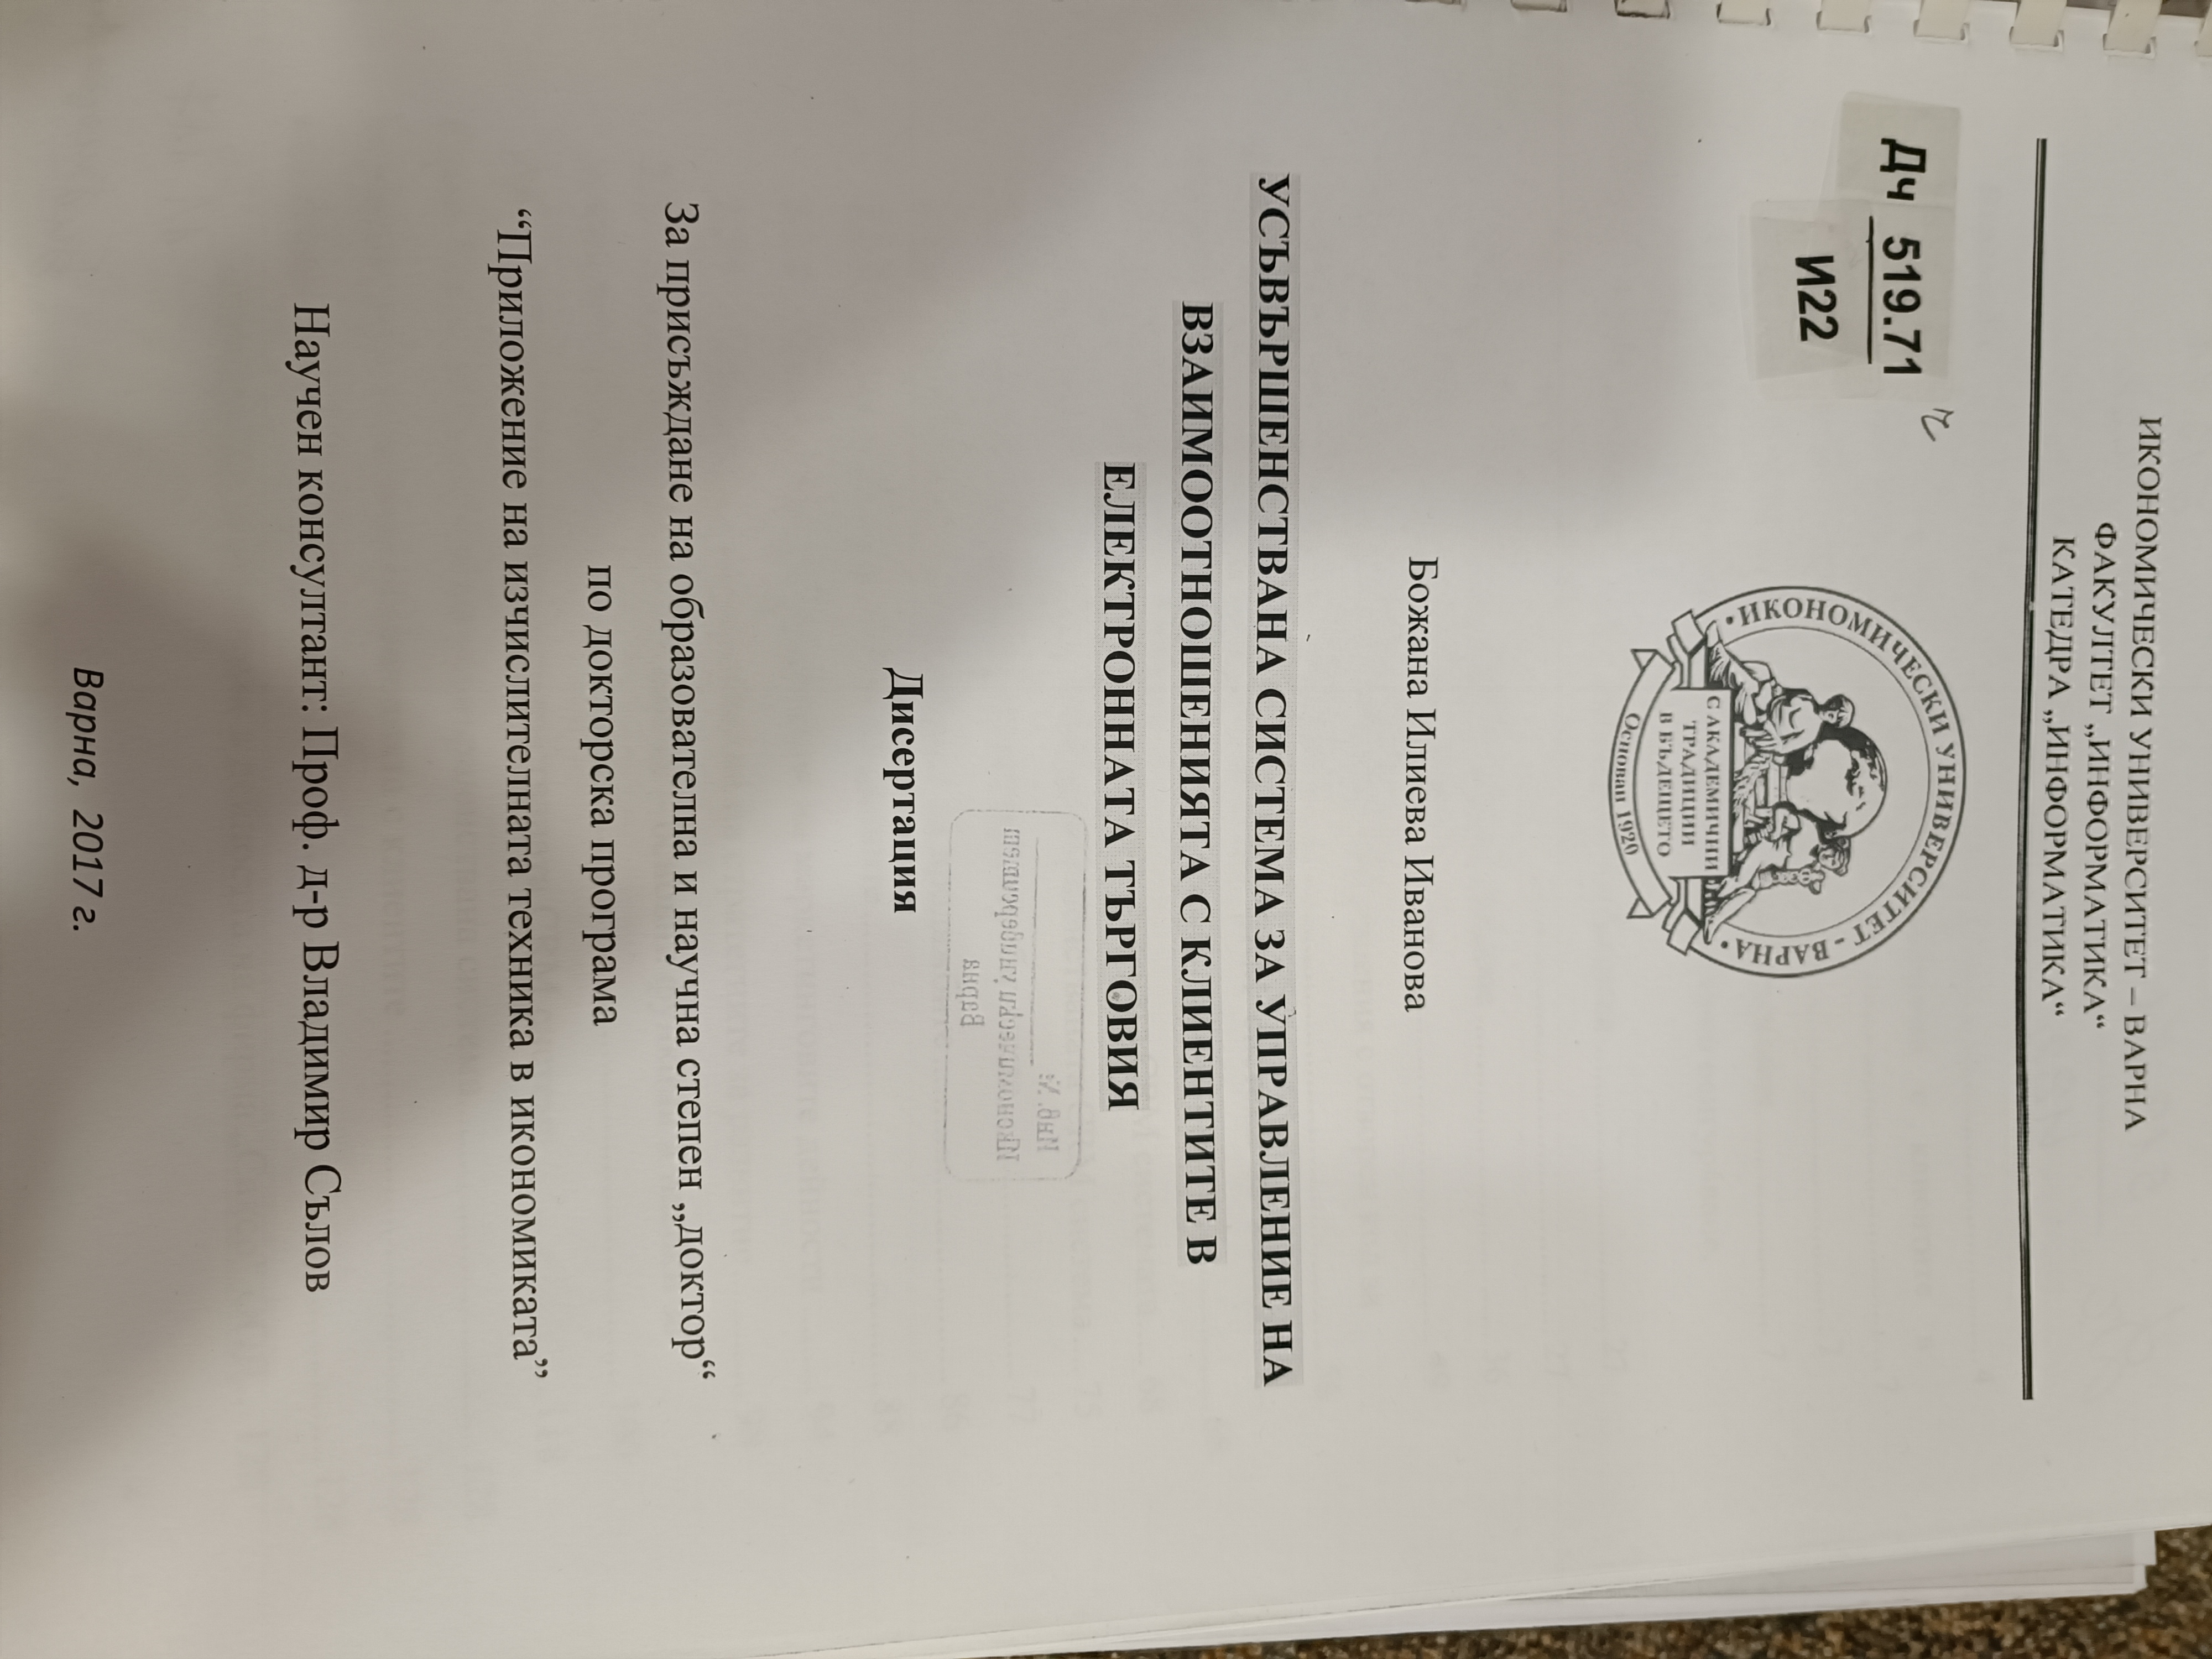 ИКОНОМИЧЕСКИ УНИВЕРСИТЕТ – ВАРНА
ФАКУЛТЕТ „ИНФОРМАТИКА“
КАТЕДРА „ИНФОРМАТИКА“
Дч 519.71
И22
• ИКОНОМИЧЕСКИ УНИВЕРСИТЕТ - ВАРНА •
С АКАДЕМИЧНИ
ТРАДИЦИИ
В БЪДЕЩЕТО
Основан 1920
Божана Илиева Иванова
УСЪВЪРШЕНСТВАНА СИСТЕМА ЗА УПРАВЛЕНИЕ НА
ВЗАИМООТНОШЕНИЯТА С КЛИЕНТИТЕ В
ЕЛЕКТРОННАТА ТЪРГОВИЯ
Инв. №
Икономически университет
Варна
Дисертация
За присъждане на образователна и научна степен „доктор“
по докторска програма
“Приложение на изчислителната техника в икономиката”
Научен консултант: Проф. д-р Владимир Сълов
Варна, 2017 г.